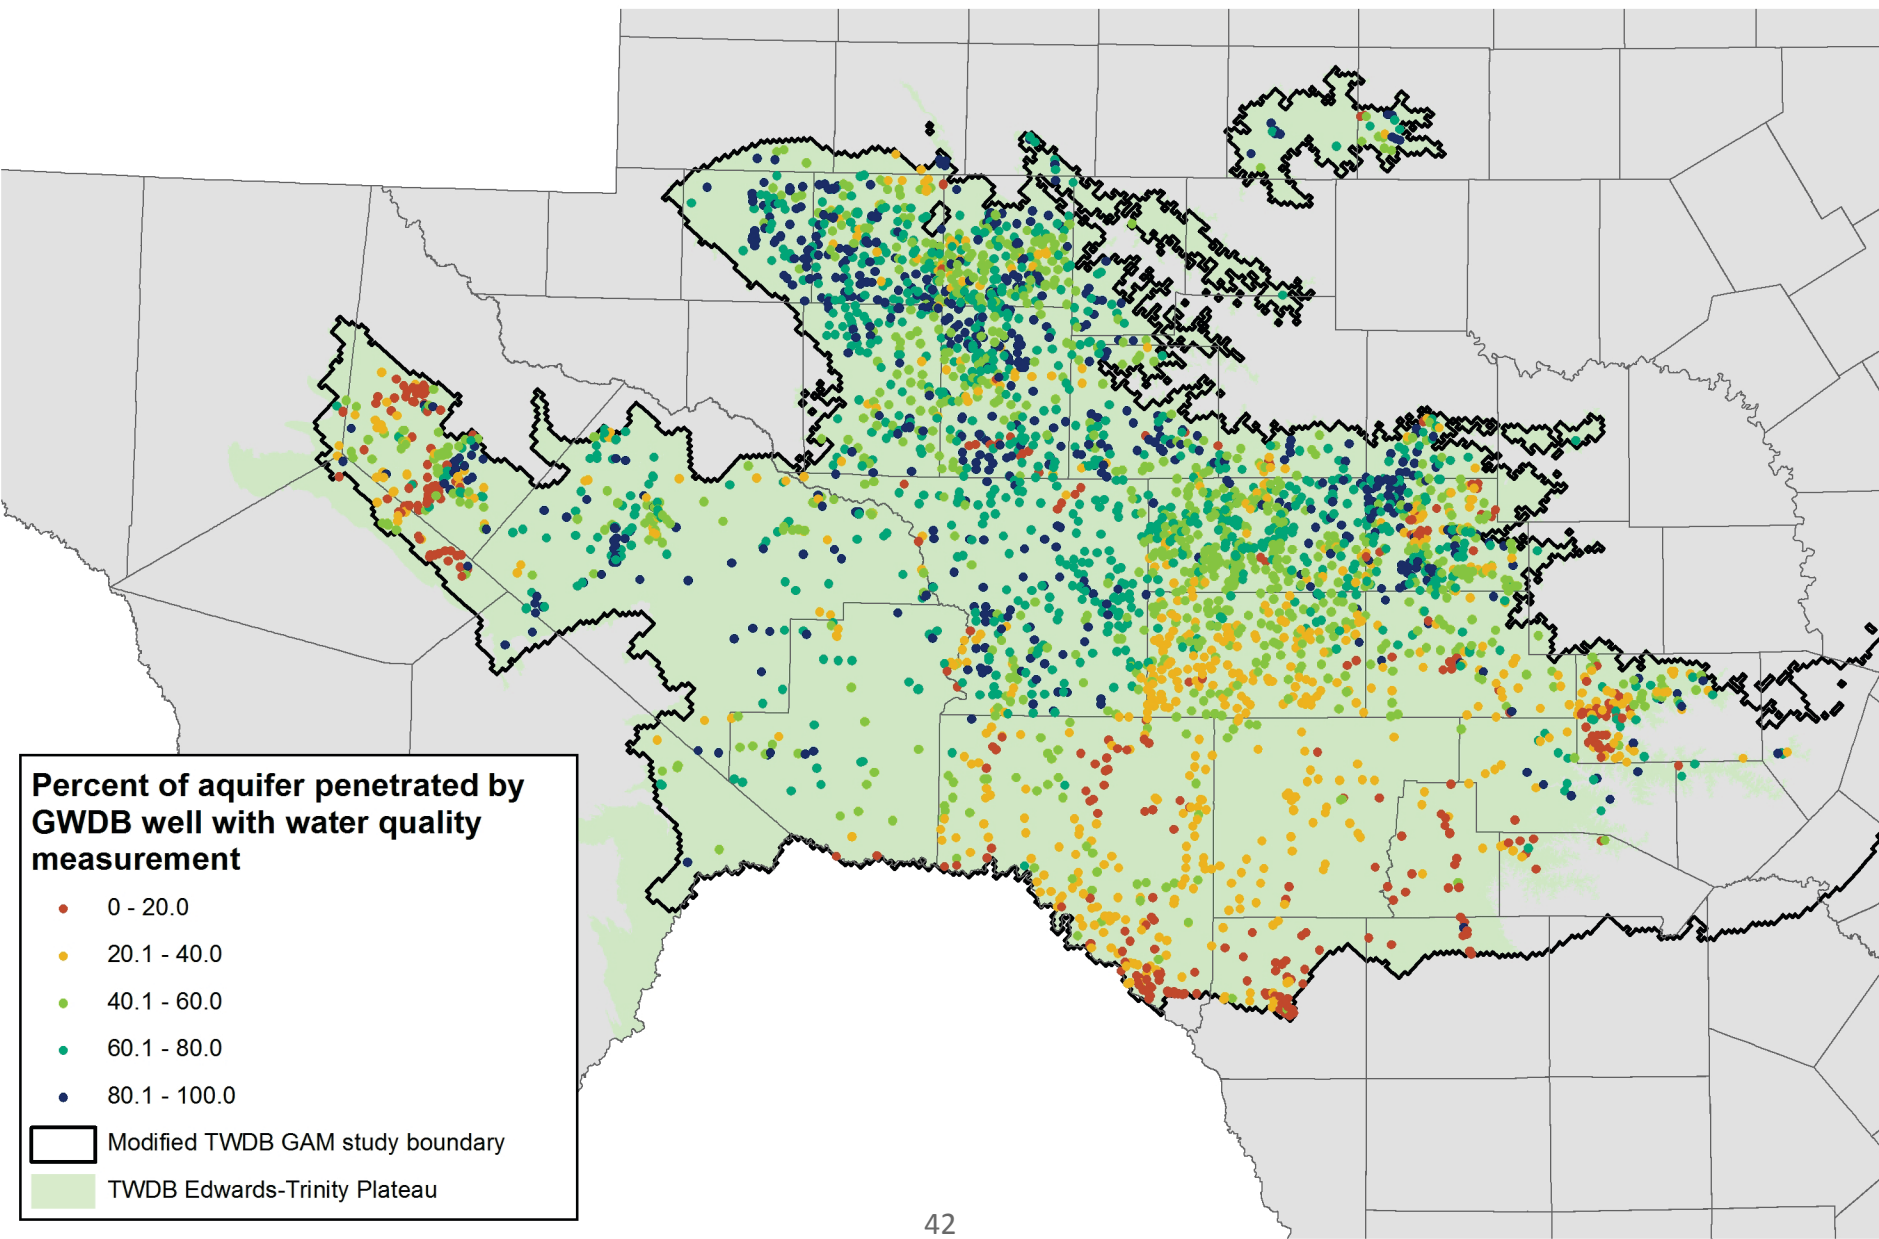 Percent of aquifer penetrated by
GWDB well with water quality
measurement
0 - 20.0
20.1 - 40.0
40.1 - 60.0
60.1 - 80.0
80.1 - 100.0
Modified TWDB GAM study boundary
TWDB Edwards-Trinity Plateau
42